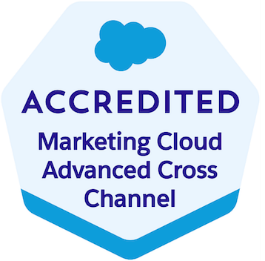 ACCREDITED
Marketing Cloud
Advanced Cross
Channel